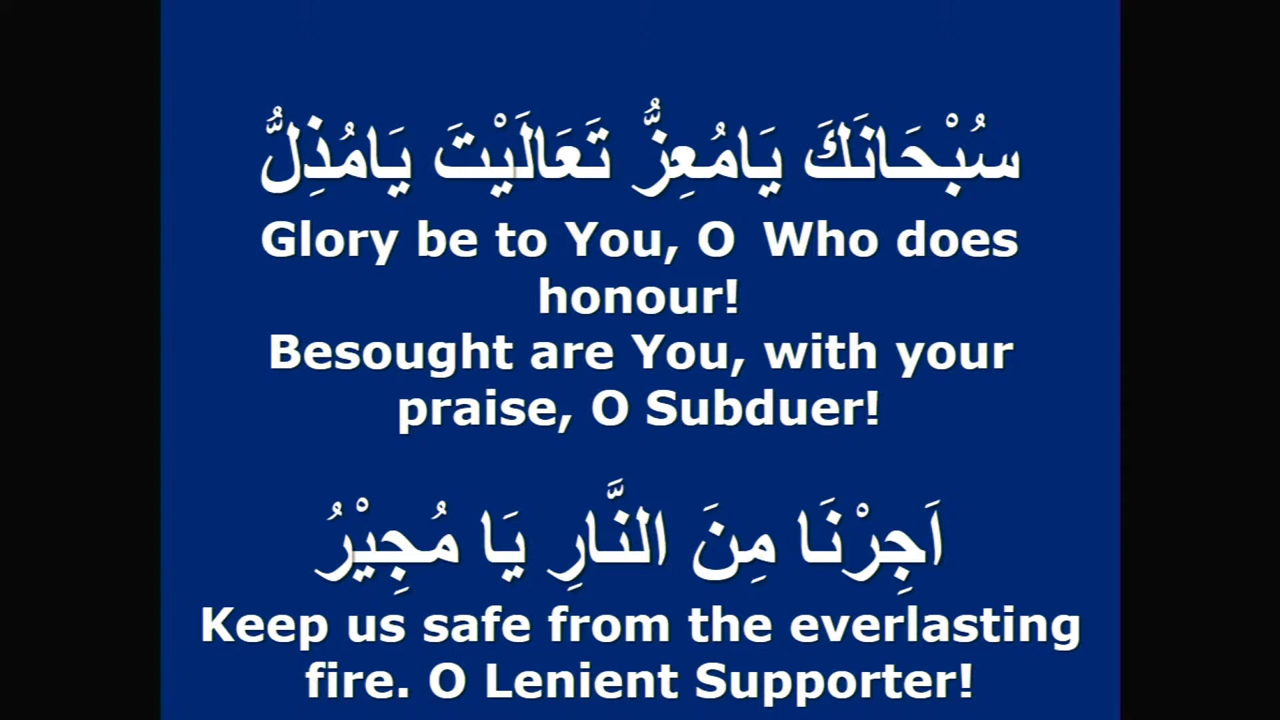 سُبْحَانَكَ يَامُعِزُّ تَعَالَيْتَ يَامُذِلُّ
Glory be to You, O Who does
honour!
Besought are You, with your
praise, O Subduer!
اَجِرْنَا مِنَ النَّارِ يَا مُجِيْرُ
Keep us safe from the everlasting
fire. O Lenient Supporter!